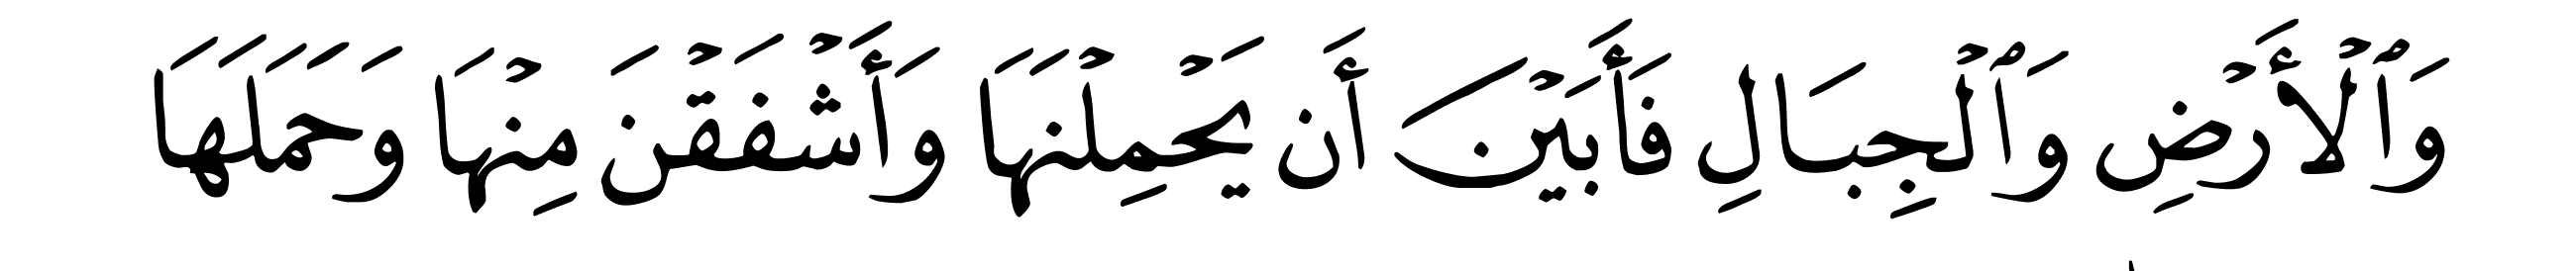 وَٱلْأَرْضِ وَٱلْجِبَالِ فَأَبَيْنَ أَن يَحْمِلْنَهَا وَأَشْفَقْنَ مِنْهَا وَحَمَلَهَا